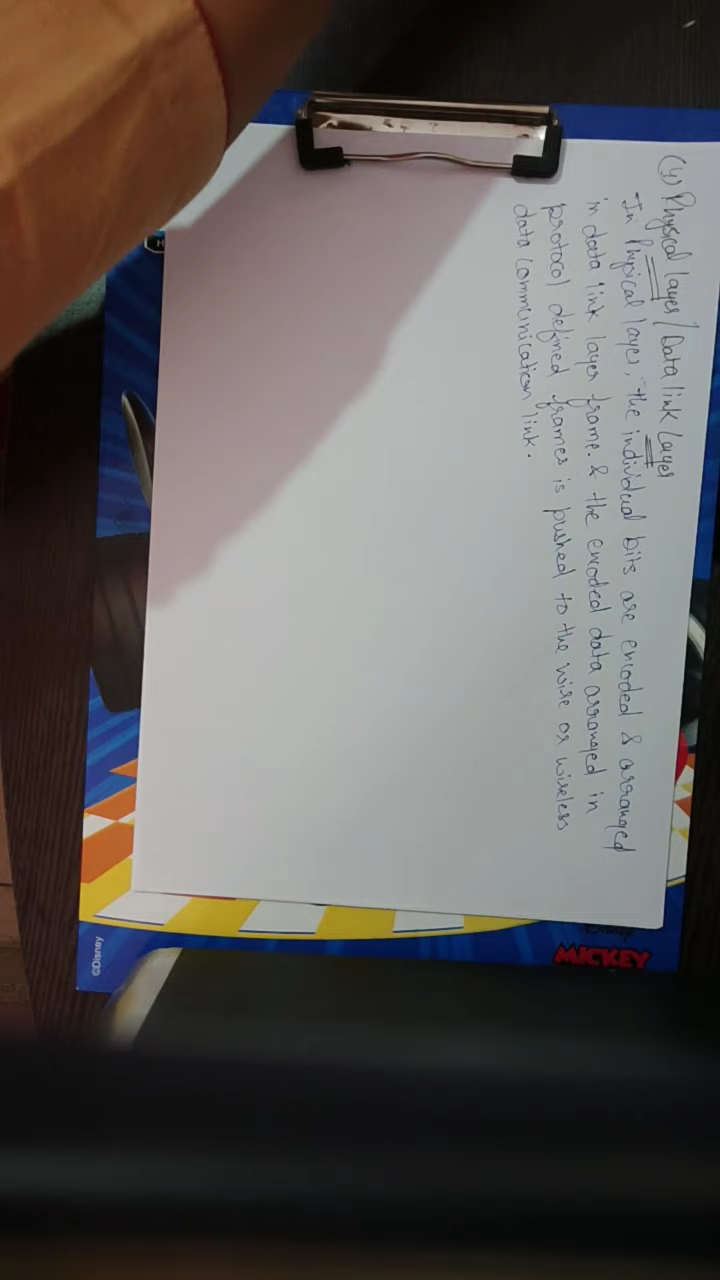 (4) Physical layer / Data link Layer
In Physical layer, the individual bits are encoded & arranged
in data link layer frame. & the encoded data arranged in
protocol defined frames is pushed to the wire or wireless
data communication link.
MICKEY
©Disney